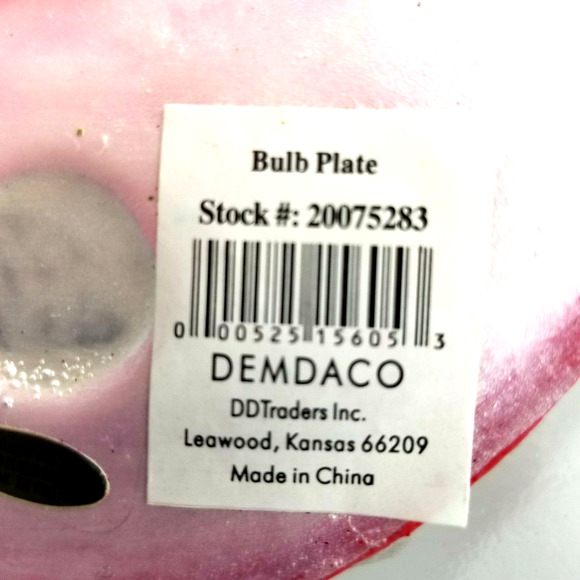 Bulb Plate
Stock #: 20075283
0 00525 15605 3
DEMDACO
DDTraders Inc.
Leawood, Kansas 66209
Made in China